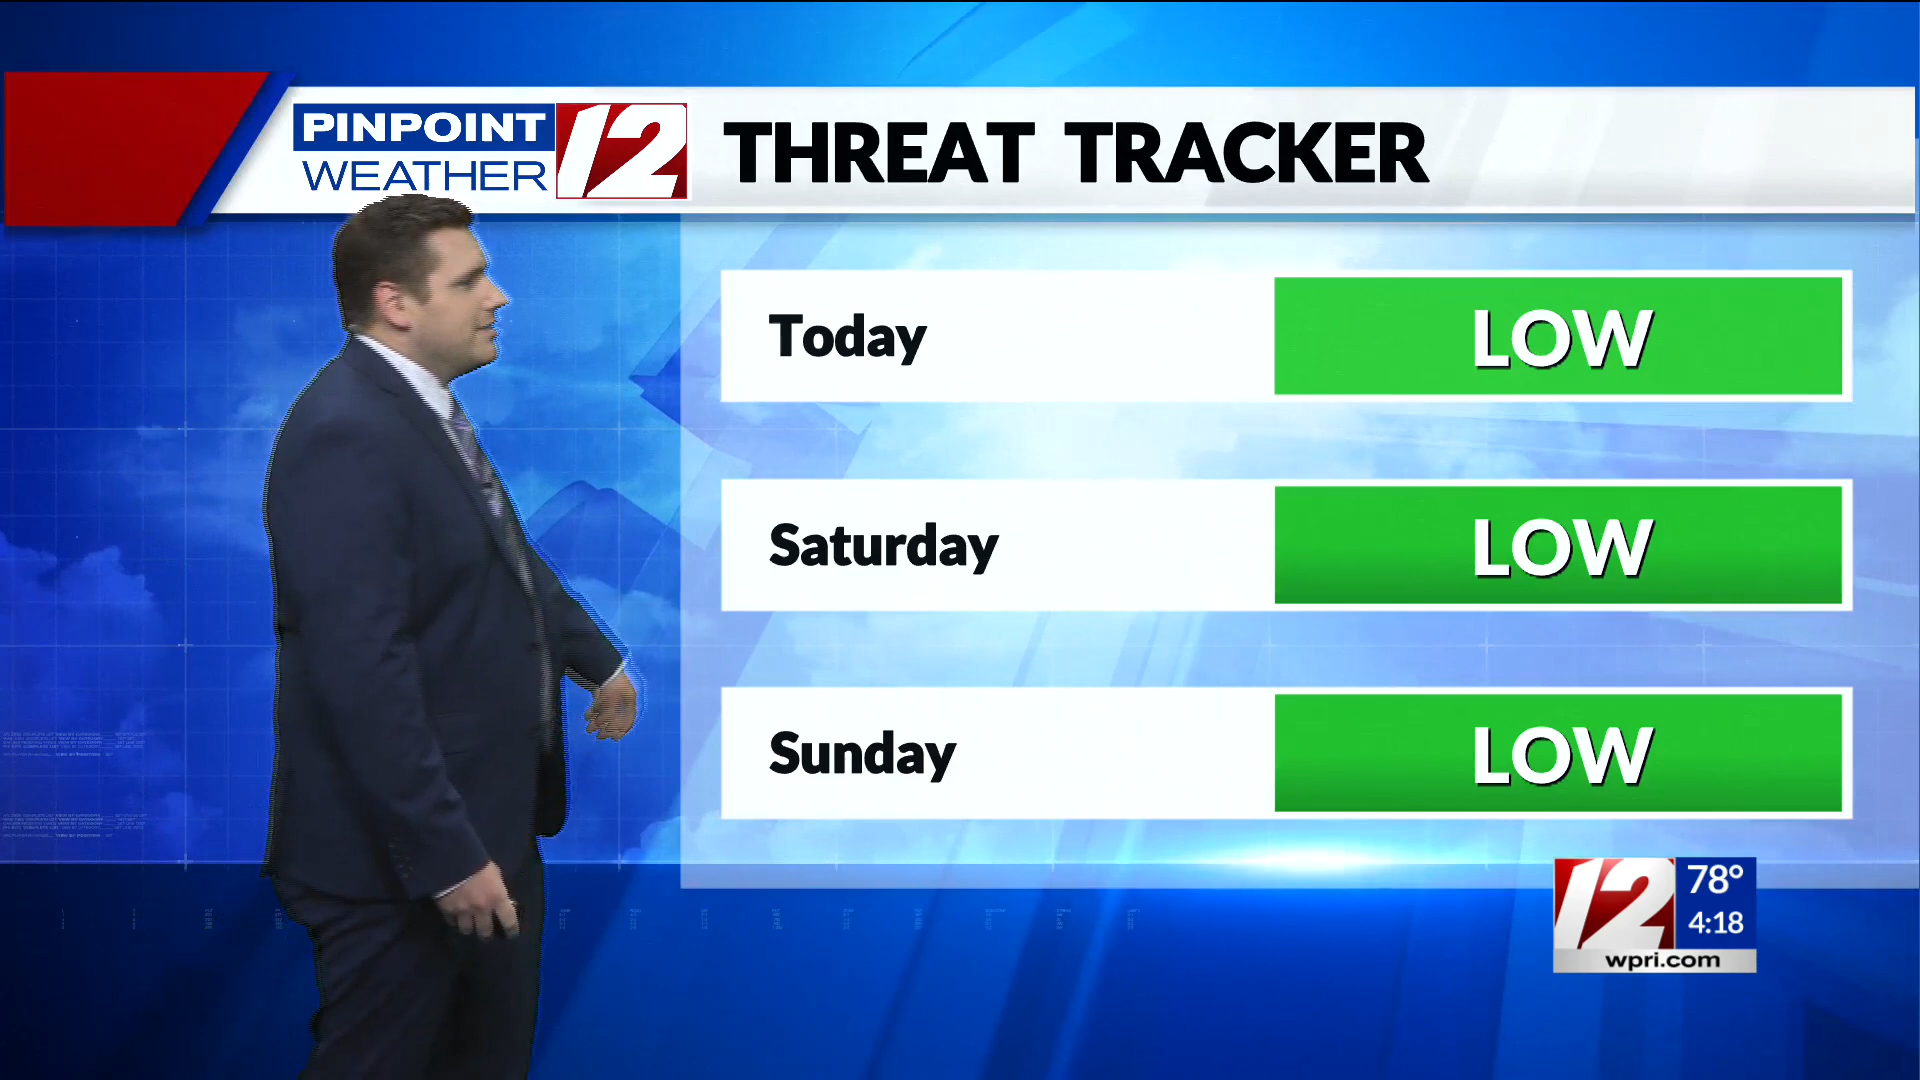 PINPOINT
WEATHER
12
THREAT TRACKER
Today
LOW
Saturday
LOW
Sunday
LOW
12
78°
4:18
wpri.com